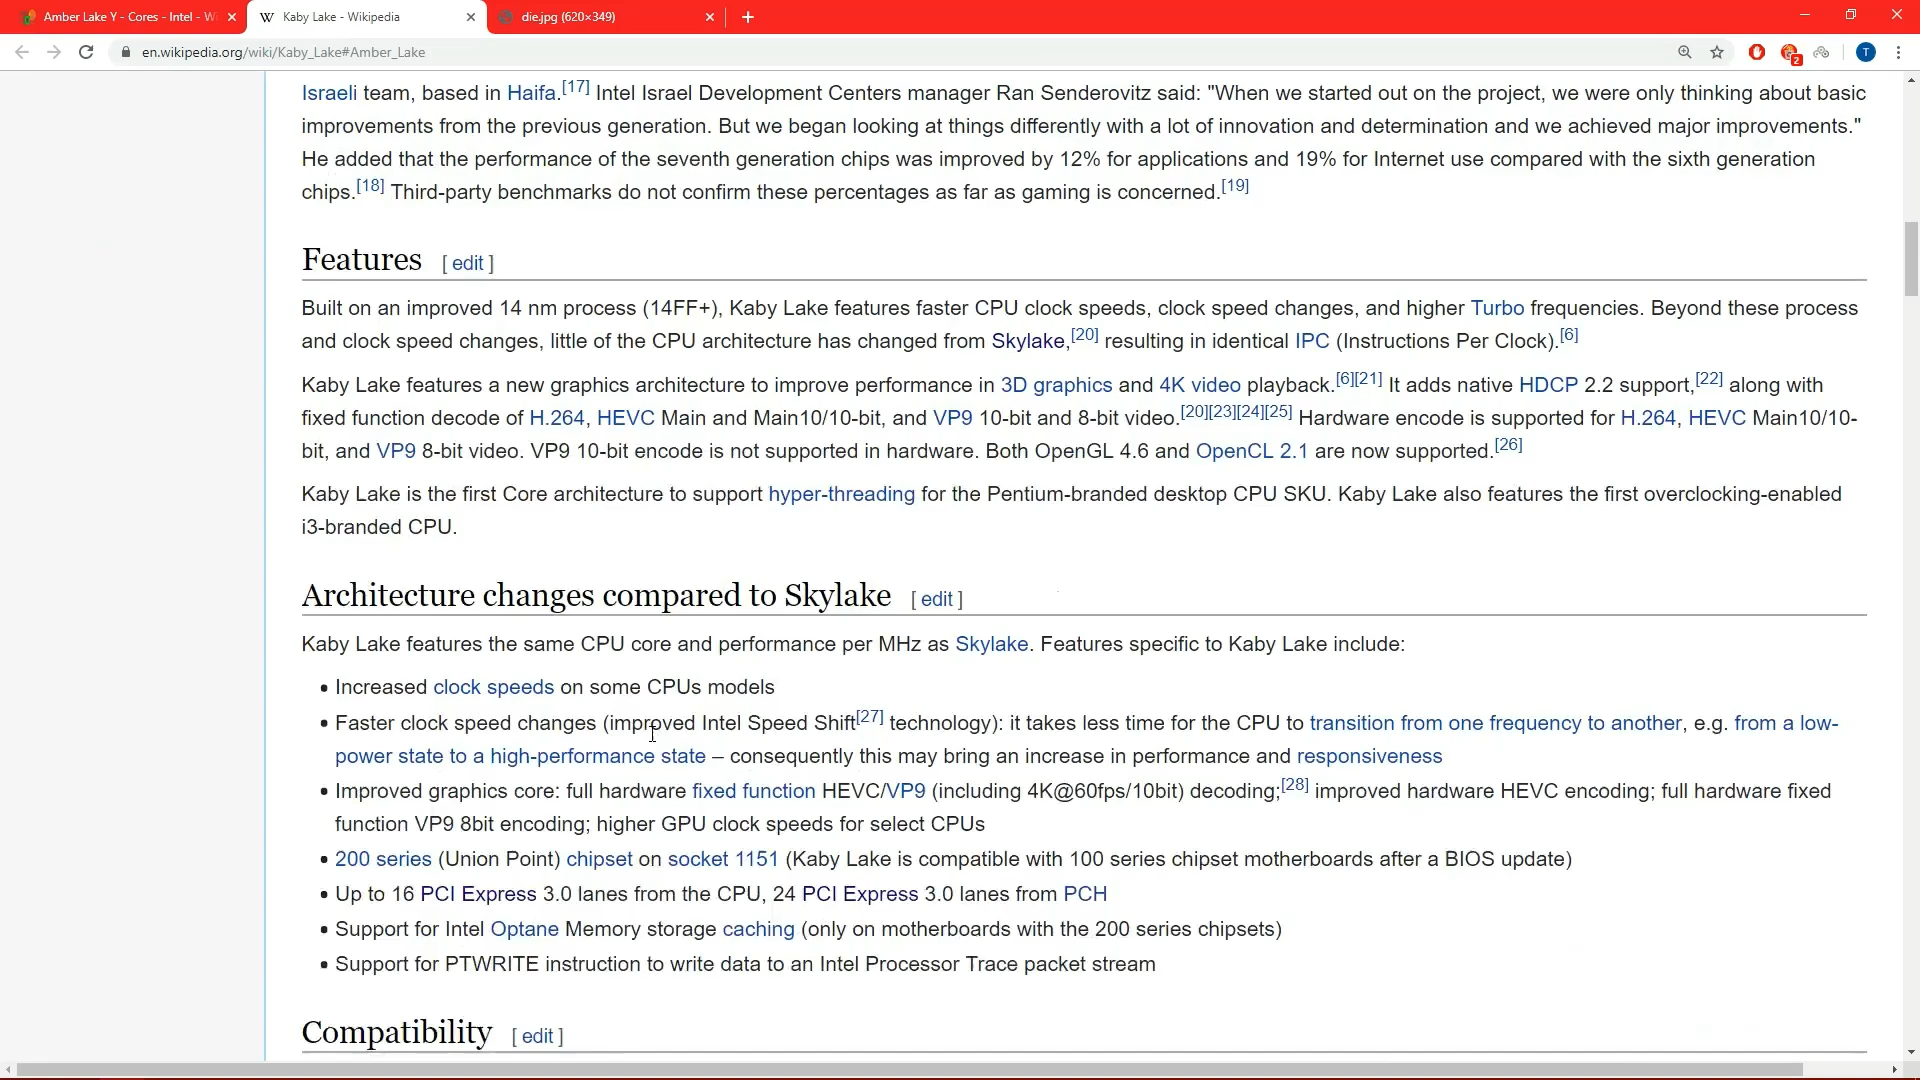 Amber Lake Y - Cores - Intel - W
Kaby Lake - Wikipedia
die.jpg (620×349)
en.wikipedia.org/wiki/Kaby_Lake#Amber_Lake
2
T
Israeli team, based in Haifa.[17] Intel Israel Development Centers manager Ran Senderovitz said: "When we started out on the project, we were only thinking about basic
improvements from the previous generation. But we began looking at things differently with a lot of innovation and determination and we achieved major improvements."
He added that the performance of the seventh generation chips was improved by 12% for applications and 19% for Internet use compared with the sixth generation
chips.[18] Third-party benchmarks do not confirm these percentages as far as gaming is concerned.[19]
Features [ edit ]
Built on an improved 14 nm process (14FF+), Kaby Lake features faster CPU clock speeds, clock speed changes, and higher Turbo frequencies. Beyond these process
and clock speed changes, little of the CPU architecture has changed from Skylake,[20] resulting in identical IPC (Instructions Per Clock).[6]
Kaby Lake features a new graphics architecture to improve performance in 3D graphics and 4K video playback.[6][21] It adds native HDCP 2.2 support,[22] along with
fixed function decode of H.264, HEVC Main and Main10/10-bit, and VP9 10-bit and 8-bit video.[20][23][24][25] Hardware encode is supported for H.264, HEVC Main10/10-
bit, and VP9 8-bit video. VP9 10-bit encode is not supported in hardware. Both OpenGL 4.6 and OpenCL 2.1 are now supported.[26]
Kaby Lake is the first Core architecture to support hyper-threading for the Pentium-branded desktop CPU SKU. Kaby Lake also features the first overclocking-enabled
i3-branded CPU.
Architecture changes compared to Skylake [ edit ]
Kaby Lake features the same CPU core and performance per MHz as Skylake. Features specific to Kaby Lake include:
• Increased clock speeds on some CPUs models
• Faster clock speed changes (improved Intel Speed Shift[27] technology): it takes less time for the CPU to transition from one frequency to another, e.g. from a low-
power state to a high-performance state – consequently this may bring an increase in performance and responsiveness
• Improved graphics core: full hardware fixed function HEVC/VP9 (including 4K@60fps/10bit) decoding;[28] improved hardware HEVC encoding; full hardware fixed
function VP9 8bit encoding; higher GPU clock speeds for select CPUs
• 200 series (Union Point) chipset on socket 1151 (Kaby Lake is compatible with 100 series chipset motherboards after a BIOS update)
• Up to 16 PCI Express 3.0 lanes from the CPU, 24 PCI Express 3.0 lanes from PCH
• Support for Intel Optane Memory storage caching (only on motherboards with the 200 series chipsets)
• Support for PTWRITE instruction to write data to an Intel Processor Trace packet stream
Compatibility [ edit ]